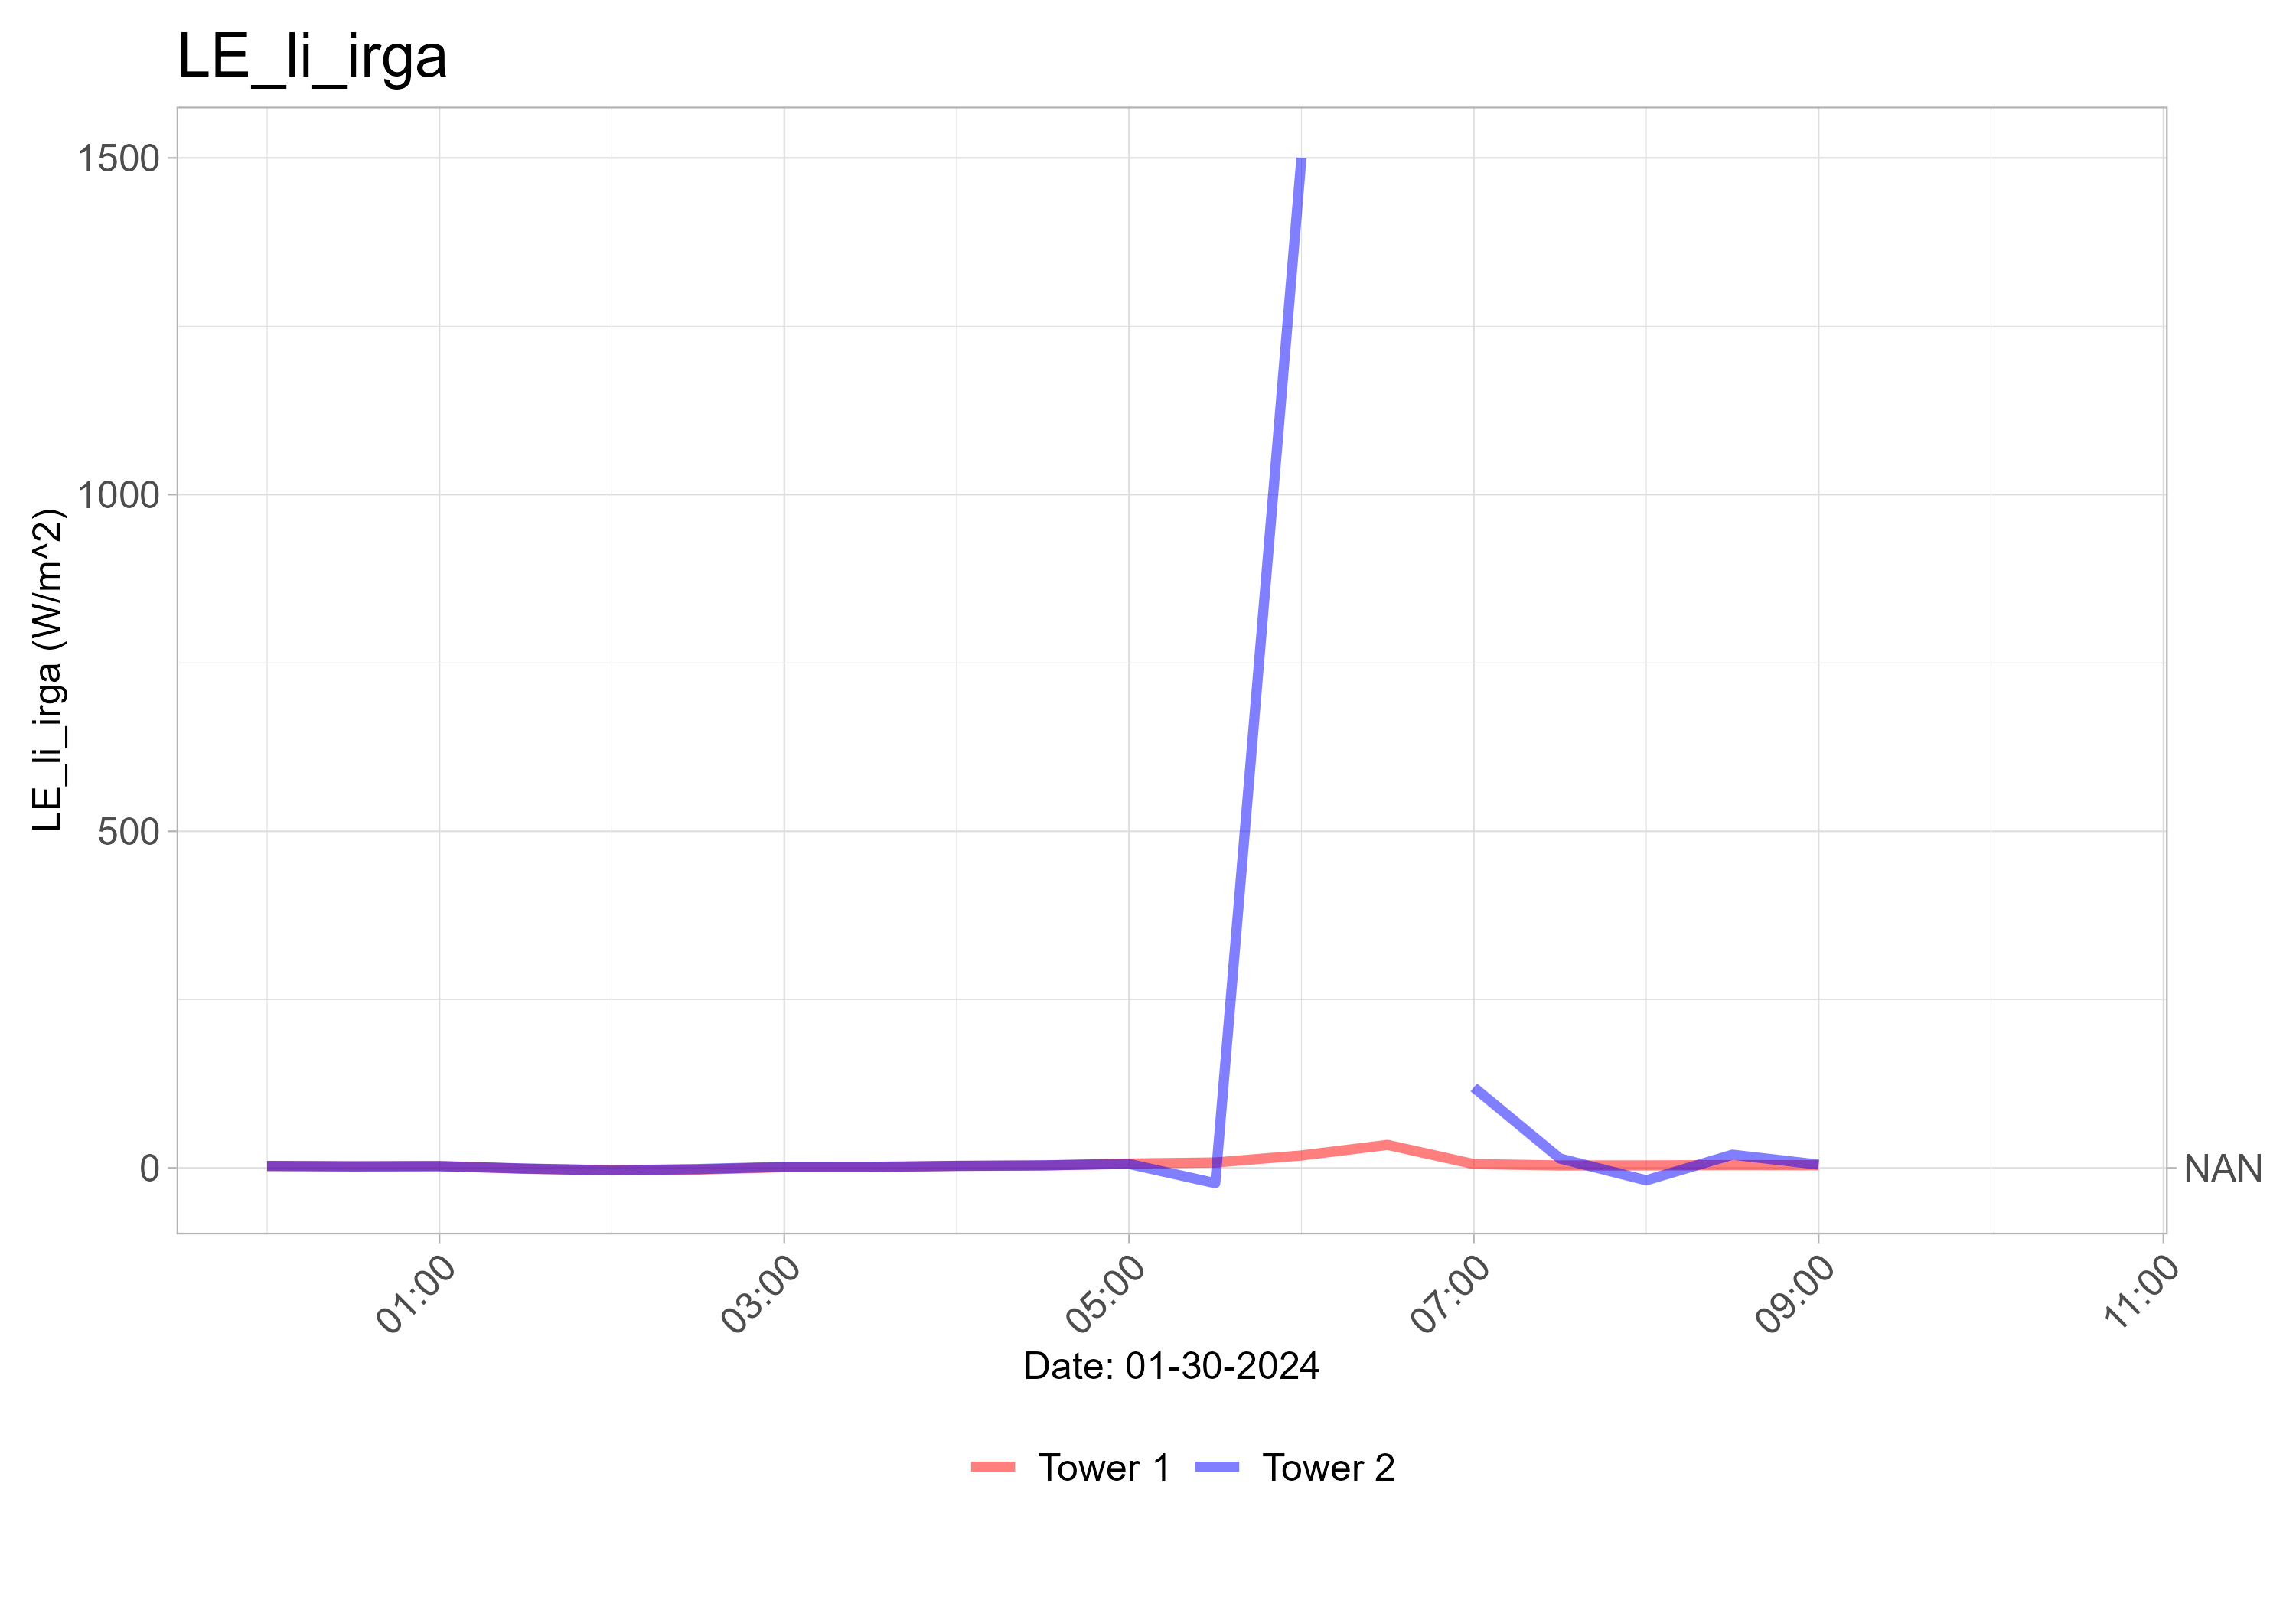 LE_li_irga
1500
1000
500
0
LE_li_irga (W/m^2)
NAN
01:00
03:00
05:00
07:00
09:00
11:00
Date: 01-30-2024
Tower 1
Tower 2